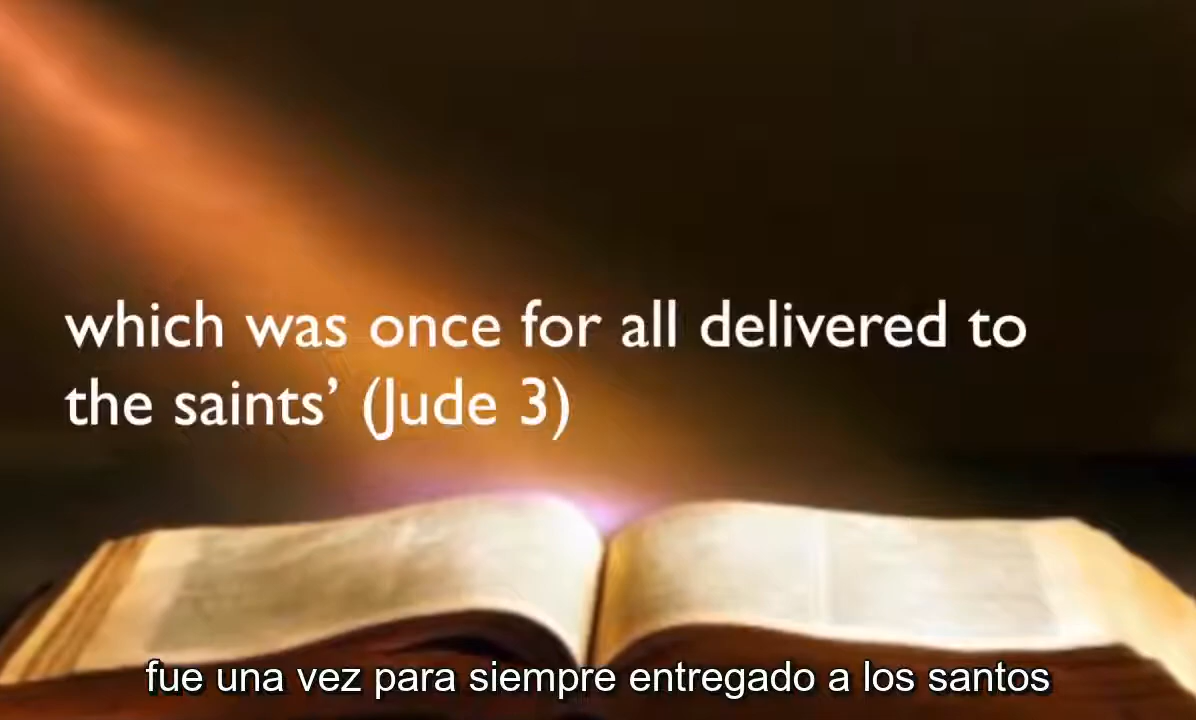 which was once for all delivered to
the saints’ (Jude 3)
fue una vez para siempre entregado a los santos